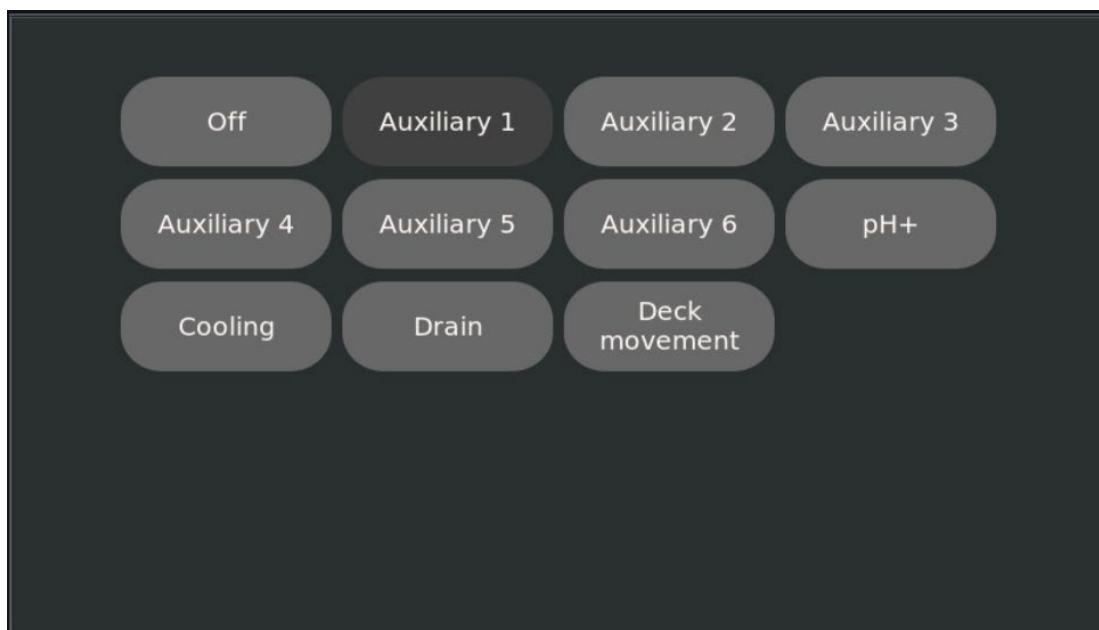 Off
Auxiliary 1
Auxiliary 2
Auxiliary 3
Auxiliary 4
Auxiliary 5
Auxiliary 6
pH+
Cooling
Drain
Deck
movement